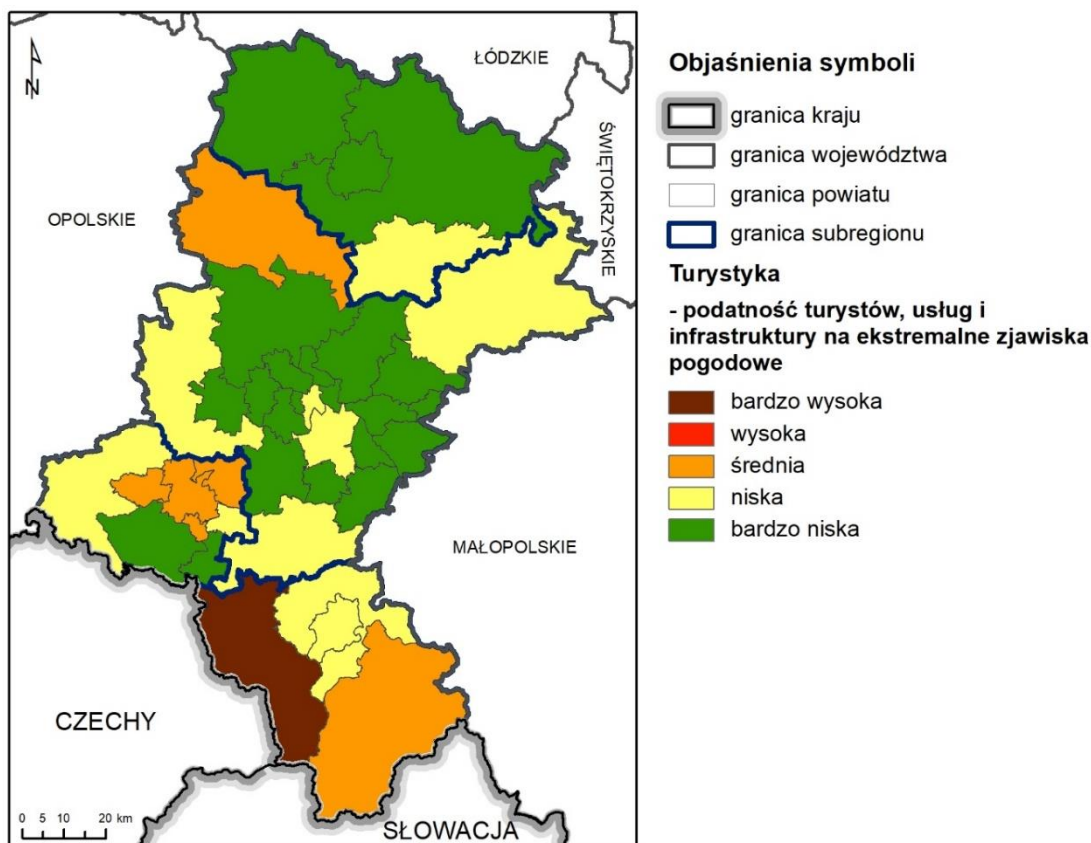 N
ŁÓDZKIE
ŚWIĘTOKRZYSKIE
OPOLSKIE
MAŁOPOLSKIE
CZECHY
SŁOWACJA
0 5 10 20 km
Objaśnienia symboli
granica kraju
granica województwa
granica powiatu
granica subregionu
Turystyka
- podatność turystów, usług i
infrastruktury na ekstremalne zjawiska
pogodowe
bardzo wysoka
wysoka
średnia
niska
bardzo niska